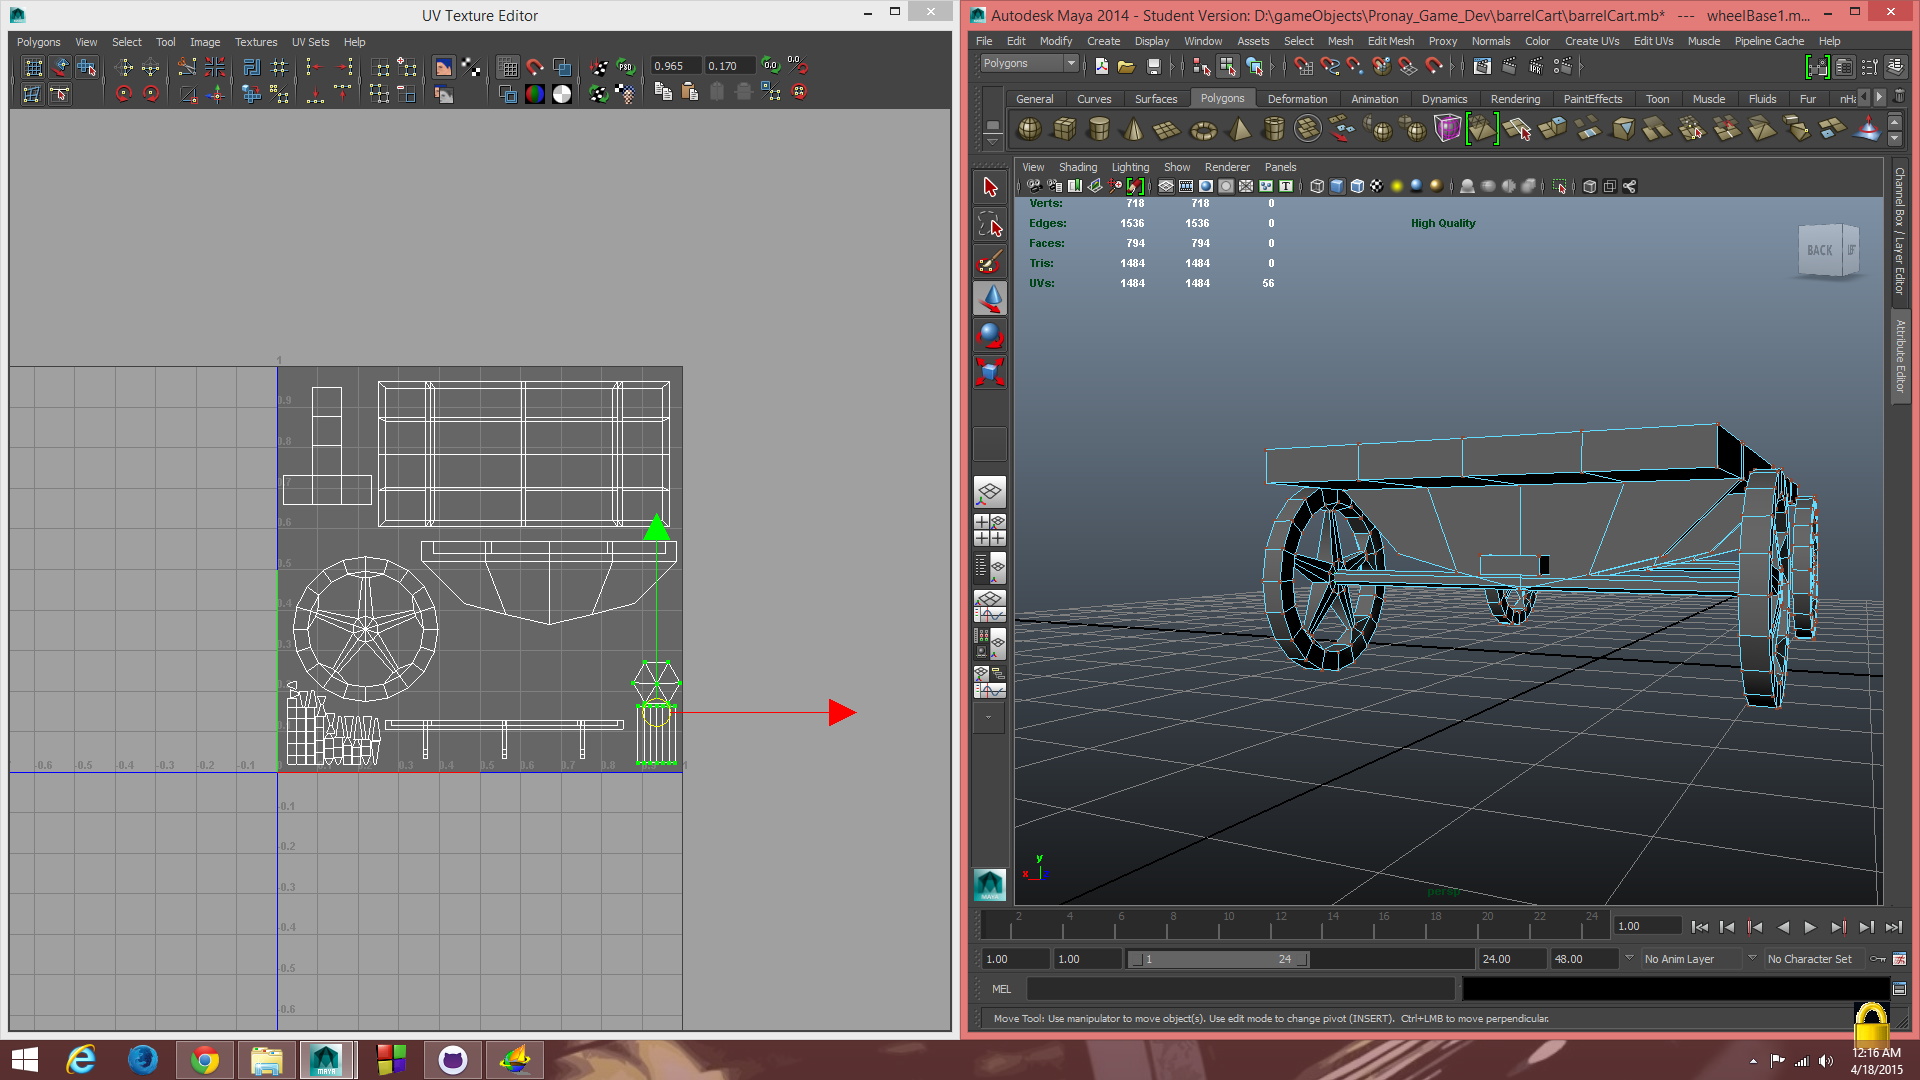 UV Texture Editor
Polygons View Select Tool Image Textures UV Sets Help
0.965 0.170
1
0.9
0.8
0.6
0.5
0.4
0.3
-0.6 -0.5 -0.4 -0.3 -0.2 -0.1 0 0.3 0.4 0.5 0.6 0.7 0.8 1
-0.1
-0.2
-0.3
-0.4
-0.5
-0.6
Autodesk Maya 2014 - Student Version: D:\gameObjects\Pronay_Game_Dev\barrelCart\barrelCart.mb* --- wheelBase1.m...
File Edit Modify Create Display Window Assets Select Mesh Edit Mesh Proxy Normals Color Create UVs Edit UVs Muscle Pipeline Cache Help
Polygons
General Curves Surfaces Polygons Deformation Animation Dynamics Rendering PaintEffects Toon Muscle Fluids Fur nHa
View Shading Lighting Show Renderer Panels
Verts: 718 718 0
Edges: 1536 1536 0
Faces: 794 794 0
Tris: 1484 1484 0
UVs: 1484 1484 56
High Quality
BACK
Channel Box / Layer Editor
Attribute Editor
y
x
persp
2 4 6 8 10 12 14 16 18 20 22 24
1.00
1.00 1.00 1 24 24.00 48.00 No Anim Layer No Character Set
MEL
Move Tool: Use manipulator to move object(s). Use edit mode to change pivot (INSERT). Ctrl+LMB to move perpendicular.
12:16 AM
4/18/2015